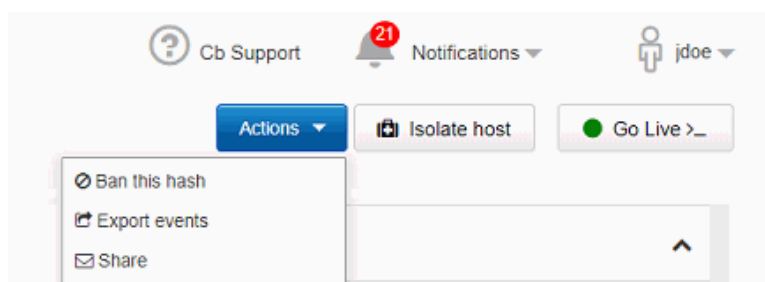 Cb Support 21 Notifications jdoe
Actions Isolate host Go Live >_
Ban this hash
Export events
Share